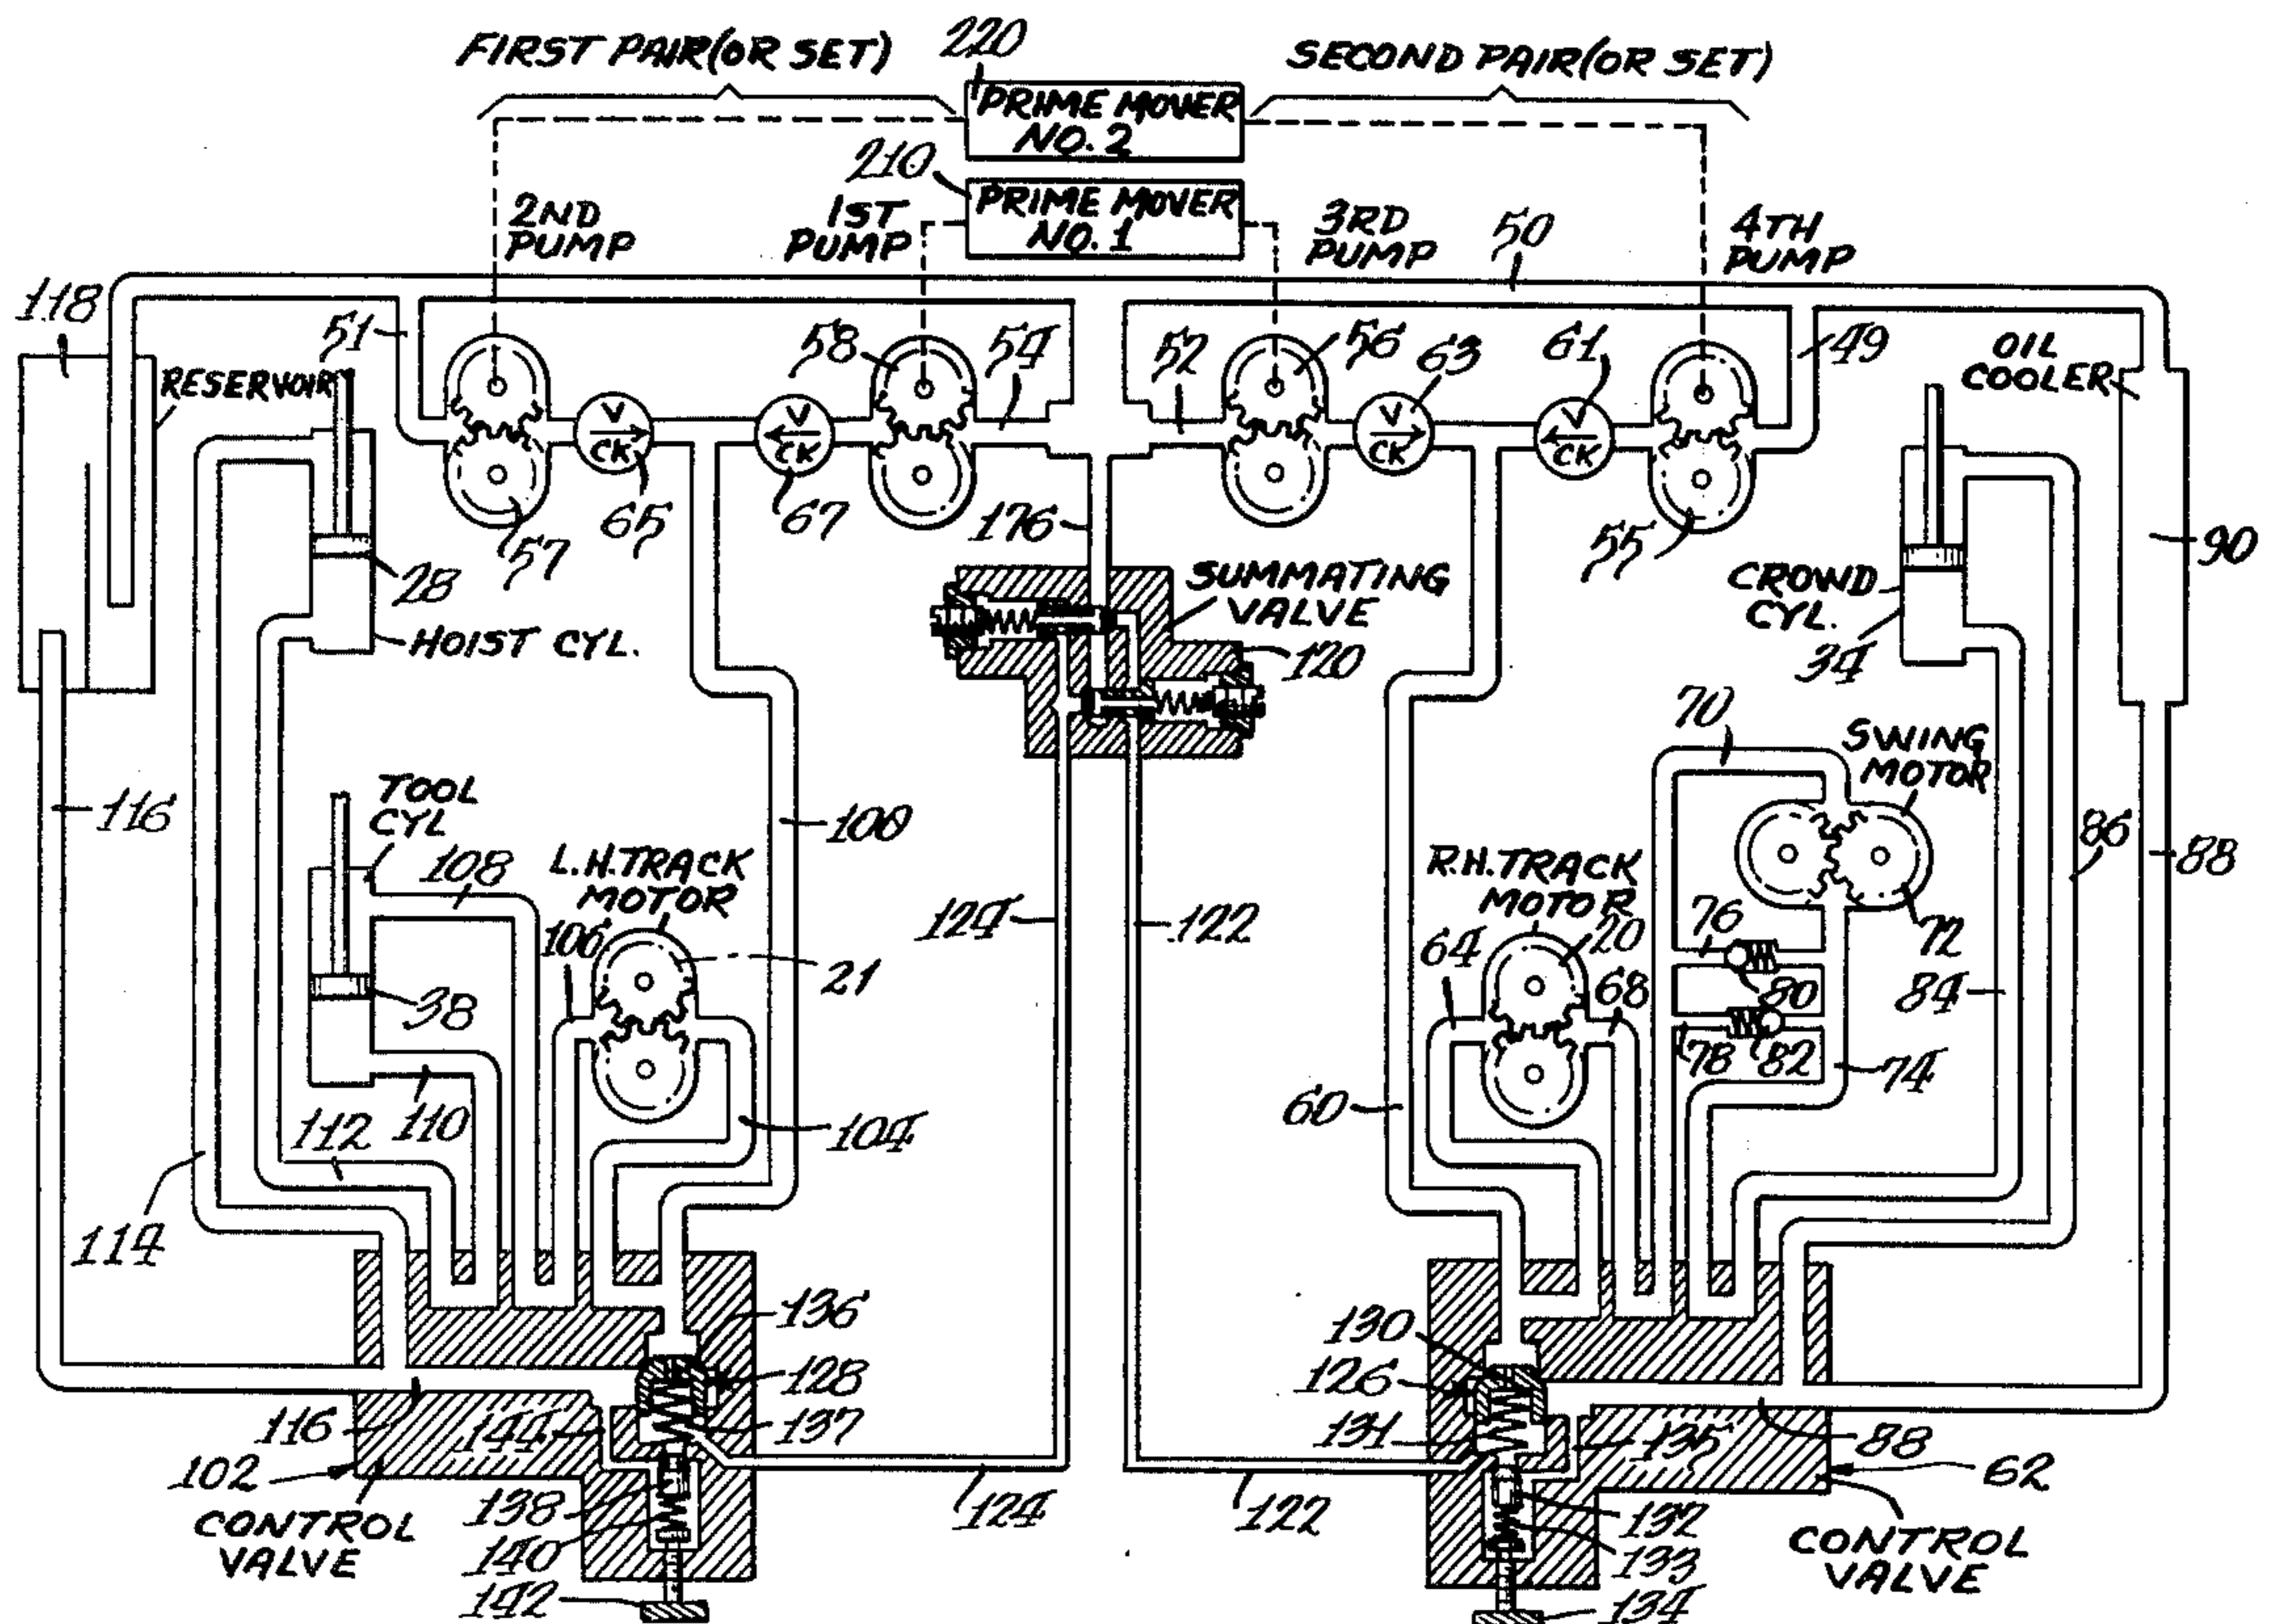 FIRST PAIR(OR SET)
220
SECOND PAIR(OR SET)
PRIME MOVER
NO. 2
210
PRIME MOVER
NO. 1
2ND
PUMP
1ST
PUMP
3RD
PUMP
50
4TH
PUMP
118
51
58
54
52
56
63
61
49
OIL
COOLER
RESERVOIR
V
CK
V
CK
V
CK
V
CK
57
65
67
176
55
90
28
SUMMATING
VALVE
CROWD
CYL.
HOIST CYL.
120
34
70
SWING
MOTOR
TOOL
CYL
116
100
86
88
108
L.H. TRACK
MOTOR
R.H. TRACK
MOTOR
124
122
106
21
64
20
68
76
72
38
80
84
78
82
74
112
110
104
60
114
136
130
128
126
116
144
137
131
135
88
102
62
138
124
122
132
CONTROL
VALVE
140
133
CONTROL
VALVE
142
134